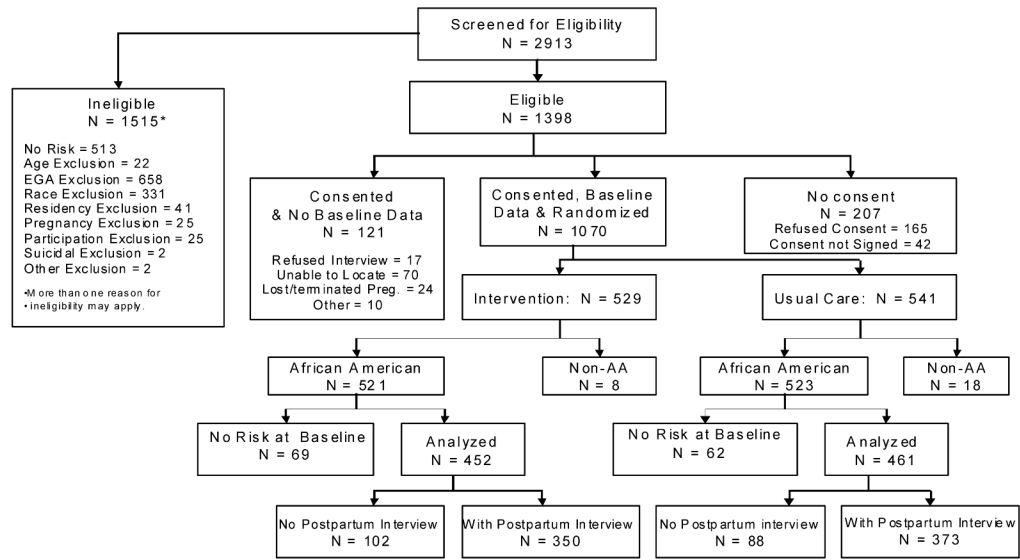 Screened for Eligibility
N = 2913
Ineligible
N = 1515*
No Risk = 513
Age Exclusion = 22
EGA Exclusion = 658
Race Exclusion = 331
Residency Exclusion = 41
Pregnancy Exclusion = 25
Participation Exclusion = 25
Suicidal Exclusion = 2
Other Exclusion = 2
•More than one reason for
• ineligibility may apply.
Eligible
N = 1398
Consented
& No Baseline Data
N = 121
Refused Interview = 17
Unable to Locate = 70
Lost/terminated Preg. = 24
Other = 10
Consented, Baseline
Data & Randomized
N = 1070
No consent
N = 207
Refused Consent = 165
Consent not Signed = 42
Intervention: N = 529
Usual Care: N = 541
African American
N = 521
Non-AA
N = 8
African American
N = 523
Non-AA
N = 18
No Risk at Baseline
N = 69
Analyzed
N = 452
No Risk at Baseline
N = 62
Analyzed
N = 461
No Postpartum Interview
N = 102
With Postpartum Interview
N = 350
No Postpartum interview
N = 88
With Postpartum Interview
N = 373